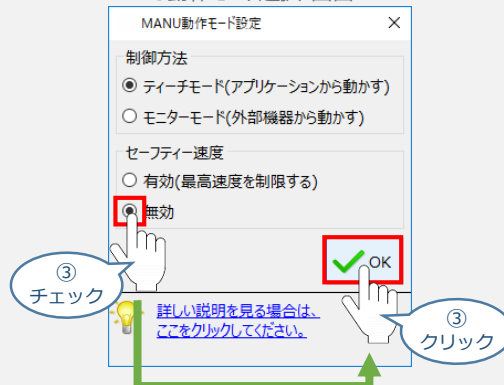 MANU動作モード設定
制御方法
ティーチモード(アプリケーションから動かす)
モニターモード(外部機器から動かす)
セーフティー速度
有効(最高速度を制限する)
無効
OK
③
チェック
詳しい説明を見る場合は、
ここをクリックしてください。
③
クリック